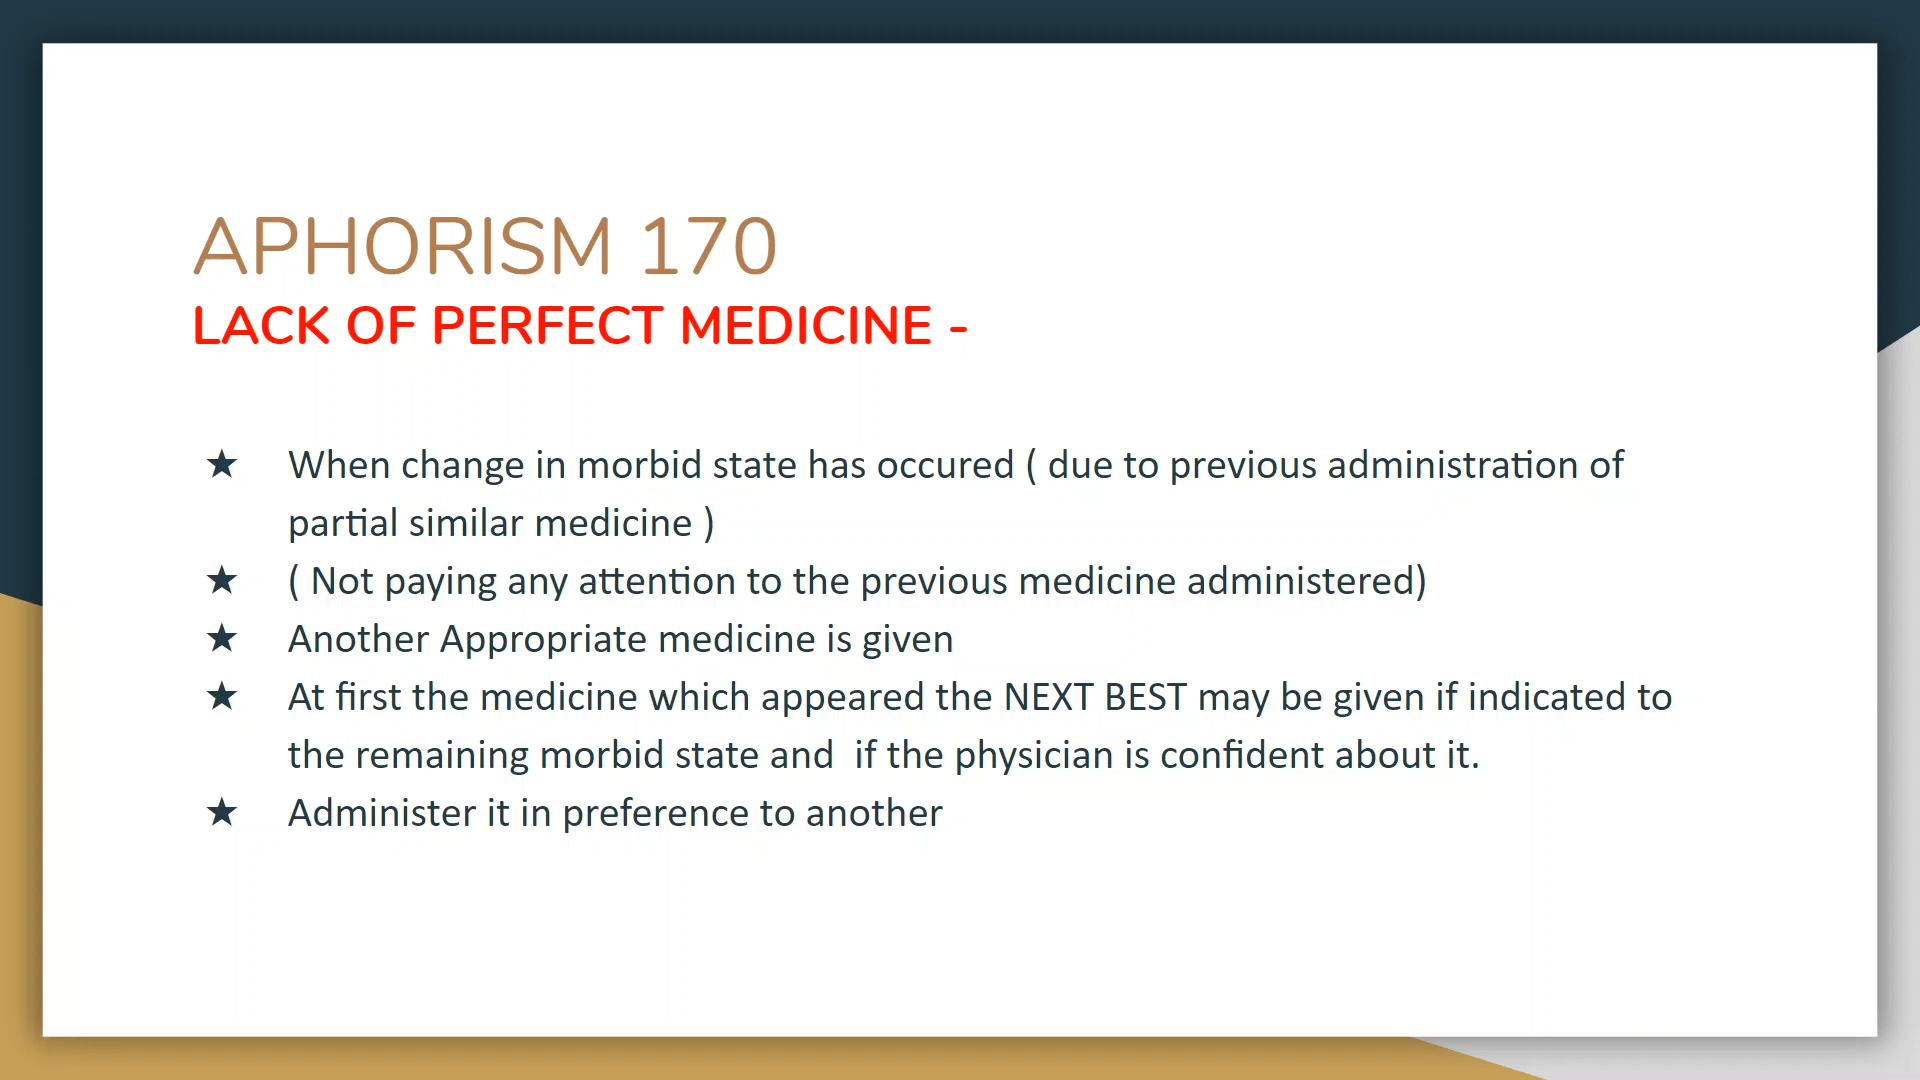 APHORISM 170
LACK OF PERFECT MEDICINE -
★ When change in morbid state has occured ( due to previous administration of
partial similar medicine )
★ ( Not paying any attention to the previous medicine administered)
★ Another Appropriate medicine is given
★ At first the medicine which appeared the NEXT BEST may be given if indicated to
the remaining morbid state and  if the physician is confident about it.
★ Administer it in preference to another